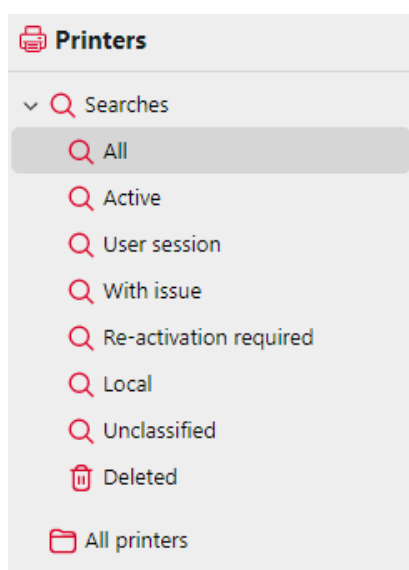 Printers
Searches
All
Active
User session
With issue
Re-activation required
Local
Unclassified
Deleted
All printers